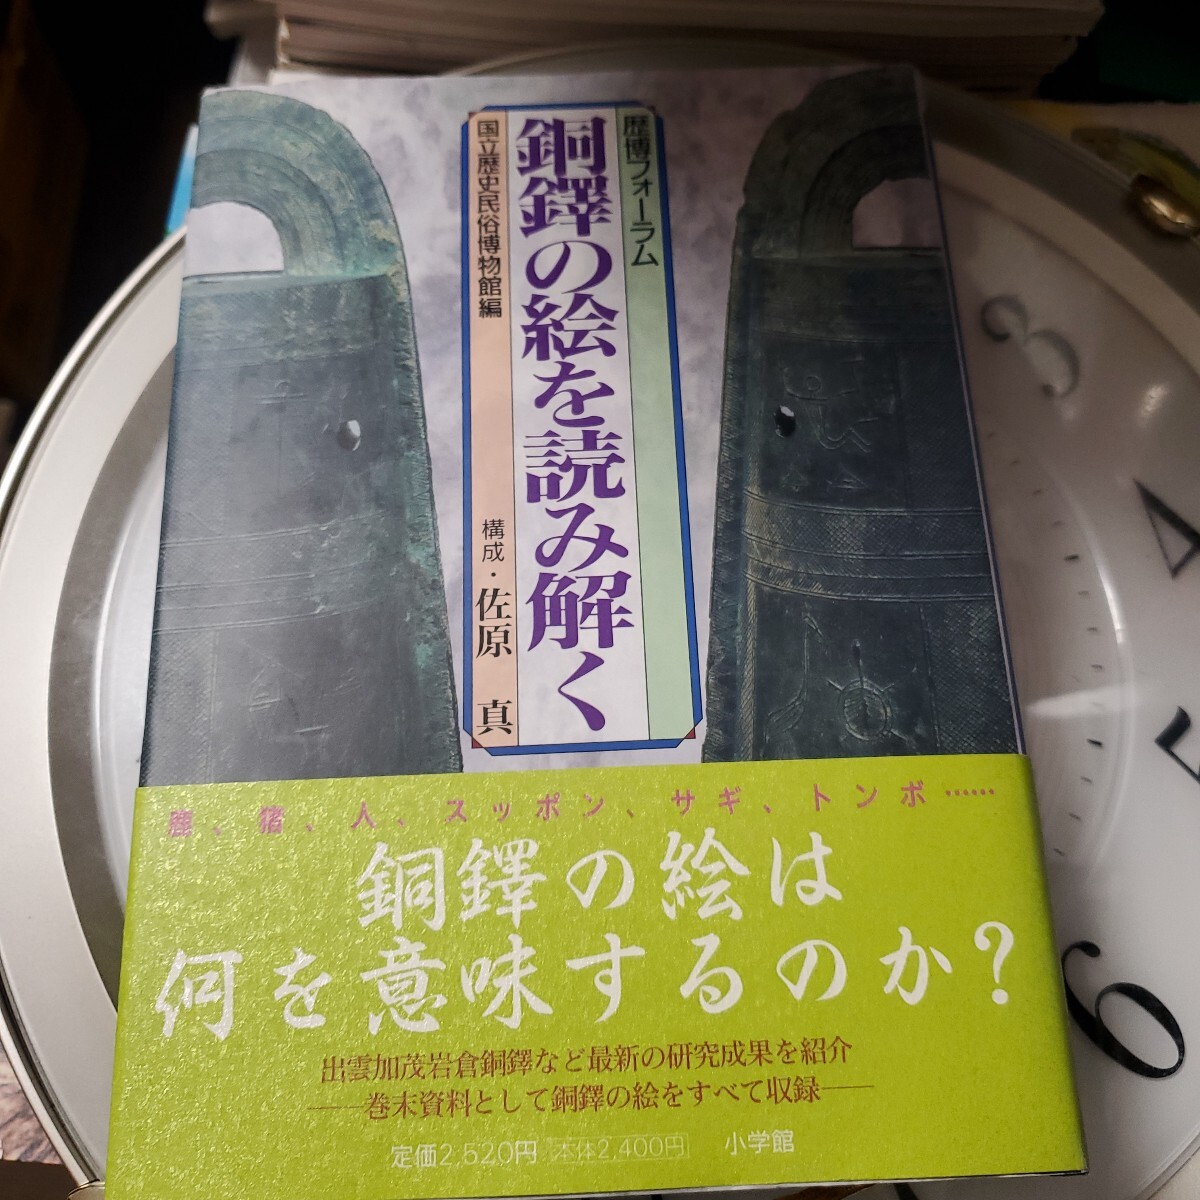 歴博フォーラム
銅鐸の絵を読み解く
国立歴史民俗博物館編
構成・佐原 真
鹿、猪、人、スッポン、サギ、トンボ……
銅鐸の絵は
何を意味するのか?
出雲加茂岩倉銅鐸など最新の研究成果を紹介
——巻末資料として銅鐸の絵をすべて収録——
定価2,520円 本体2,400円 小学館
3
4
5
6